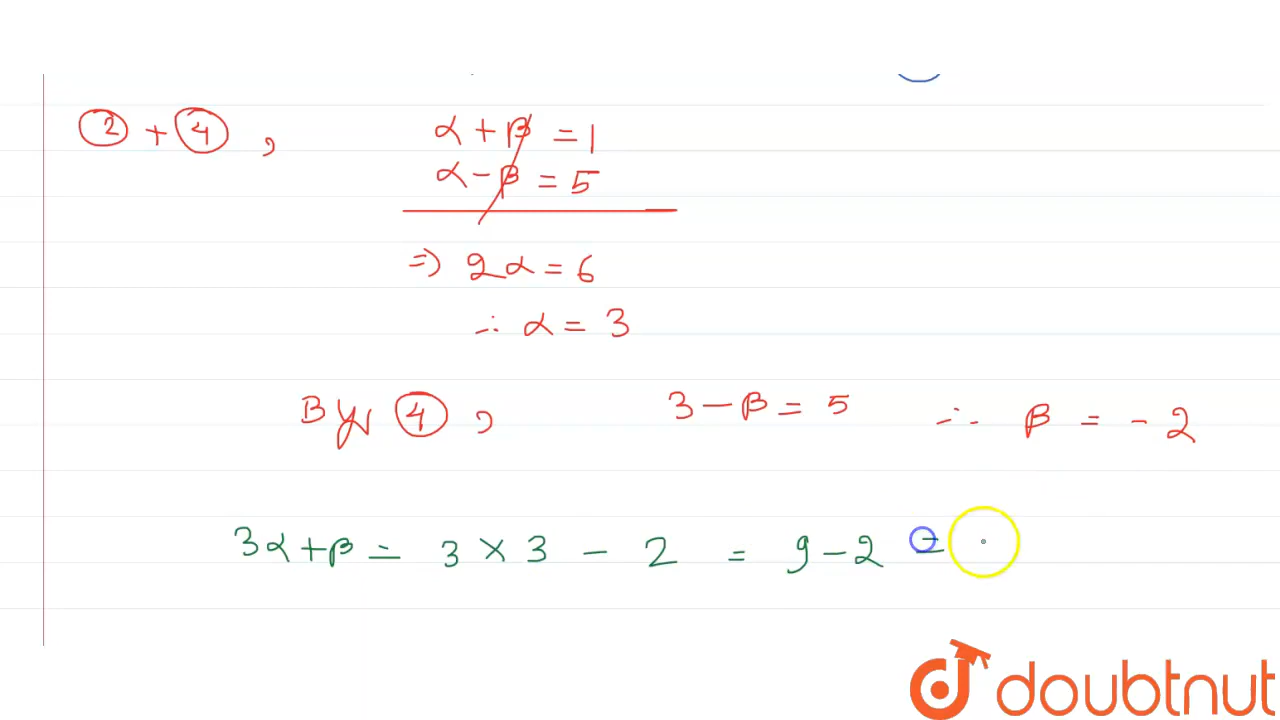 ② + ④ , α + β = 1
α - β = 5
⇒ 2α = 6
∴ α = 3
By ④ , 3 - β = 5 ∴ β = - 2
3α + β = 3 × 3 - 2 = 9 - 2 =
doubtnut